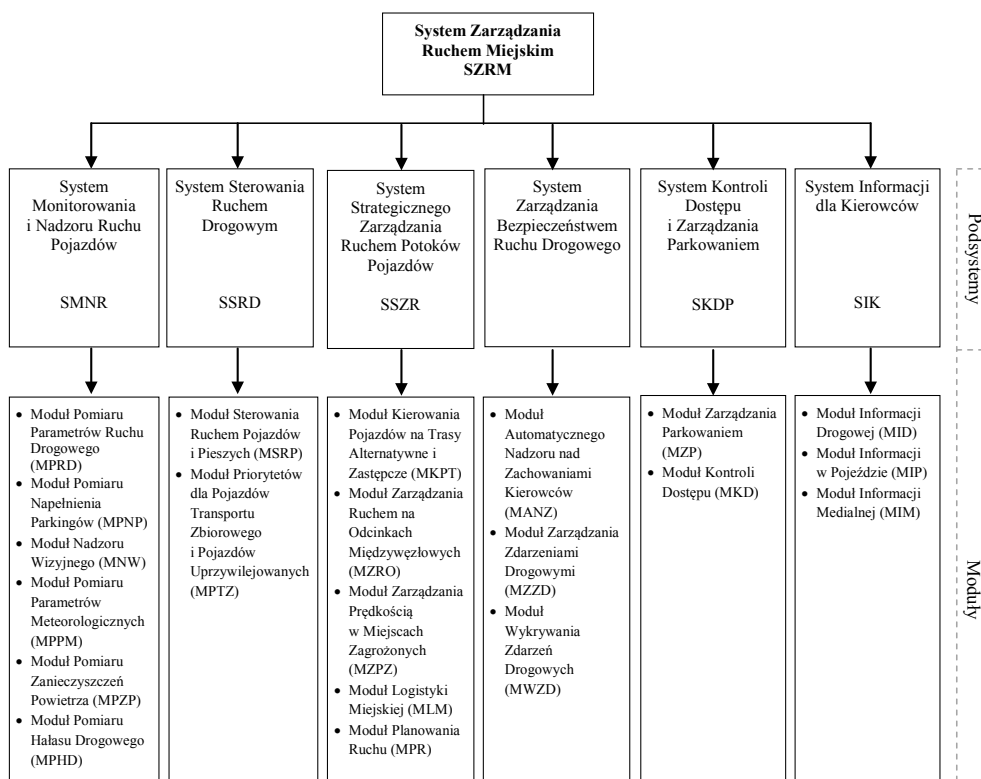 System Zarządzania
Ruchem Miejskim
SZRM
System
Monitorowania
i Nadzoru Ruchu
Pojazdów
SMNR
System Sterowania
Ruchem
Drogowym
SSRD
System
Strategicznego
Zarządzania
Ruchem Potoków
Pojazdów
SSZR
System
Zarządzania
Bezpieczeństwem
Ruchu Drogowego
System Kontroli
Dostępu
i Zarządzania
Parkowaniem
SKDP
System Informacji
dla Kierowców
SIK
Podsystemy
• Moduł Pomiaru
Parametrów Ruchu
Drogowego
(MPRD)
• Moduł Pomiaru
Napełnienia
Parkingów (MPNP)
• Moduł Nadzoru
Wizyjnego (MNW)
• Moduł Pomiaru
Parametrów
Meteorologicznych
(MPPM)
• Moduł Pomiaru
Zanieczyszczeń
Powietrza (MPZP)
• Moduł Pomiaru
Hałasu Drogowego
(MPHD)
• Moduł Sterowania
Ruchem Pojazdów
i Pieszych (MSRP)
• Moduł Priorytetów
dla Pojazdów
Transportu
Zbiorowego
i Pojazdów
Uprzywilejowanych
(MPTZ)
• Moduł Kierowania
Pojazdów na Trasy
Alternatywne i
Zastępcze (MKPT)
• Moduł Zarządzania
Ruchem na
Odcinkach
Międzywęzłowych
(MZRO)
• Moduł Zarządzania
Prędkością
w Miejscach
Zagrożonych
(MZPZ)
• Moduł Logistyki
Miejskiej (MLM)
• Moduł Planowania
Ruchu (MPR)
• Moduł
Automatycznego
Nadzoru nad
Zachowaniami
Kierowców
(MANZ)
• Moduł Zarządzania
Zdarzeniami
Drogowymi
(MZZD)
• Moduł
Wykrywania
Zdarzeń
Drogowych
(MWZD)
• Moduł Zarządzania
Parkowaniem
(MZP)
• Moduł Kontroli
Dostępu (MKD)
• Moduł Informacji
Drogowej (MID)
• Moduł Informacji
w Pojeździe (MIP)
• Moduł Informacji
Medialnej (MIM)
Moduły